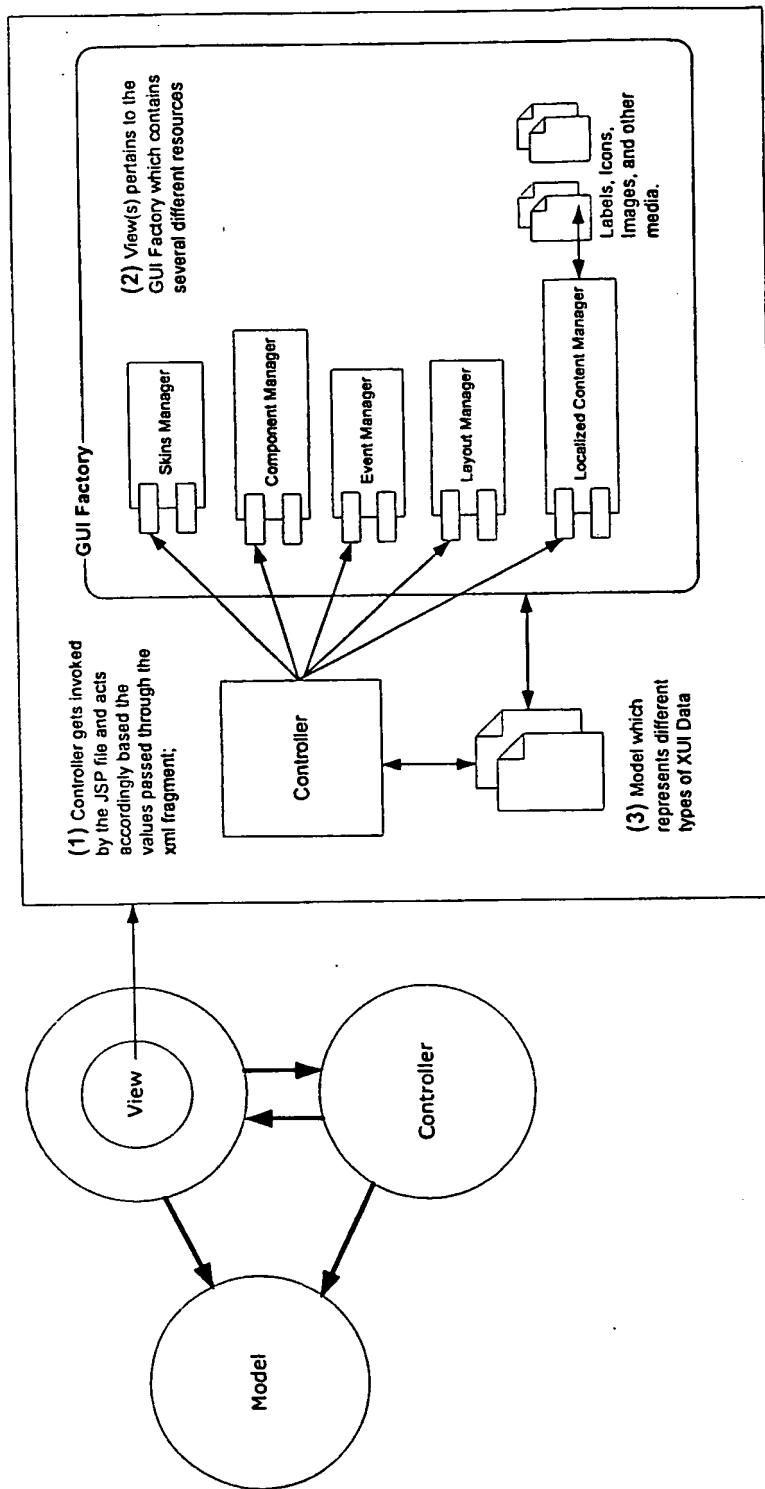 Model
View
Controller
(1) Controller gets invoked
by the JSP file and acts
accordingly based the
values passed through the
xml fragment;
Controller
(3) Model which
represents different
types of XUI Data
GUI Factory
Skins Manager
Component Manager
Event Manager
Layout Manager
Localized Content Manager
(2) View(s) pertains to the
GUI Factory which contains
several different resources
Labels, Icons,
Images, and other
media.